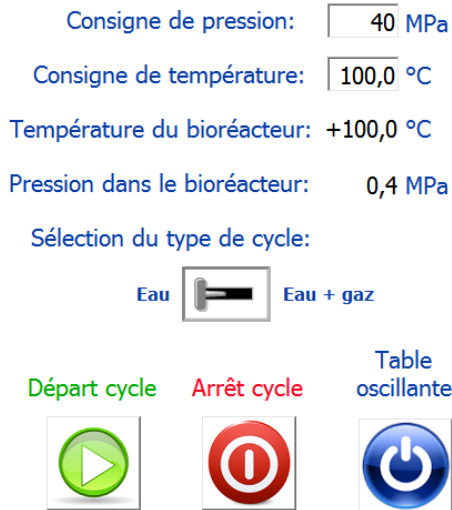 Consigne de pression: 40 MPa
Consigne de température: 100,0 °C
Température du bioréacteur: +100,0 °C
Pression dans le bioréacteur: 0,4 MPa
Sélection du type de cycle:
Eau Eau + gaz
Table
Départ cycle Arrêt cycle oscillante